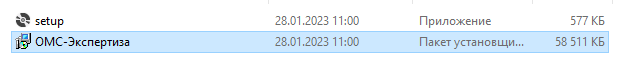 setup 28.01.2023 11:00 Приложение 577 КБ
ОМС-Экспертиза 28.01.2023 11:00 Пакет установщи... 58 511 КБ